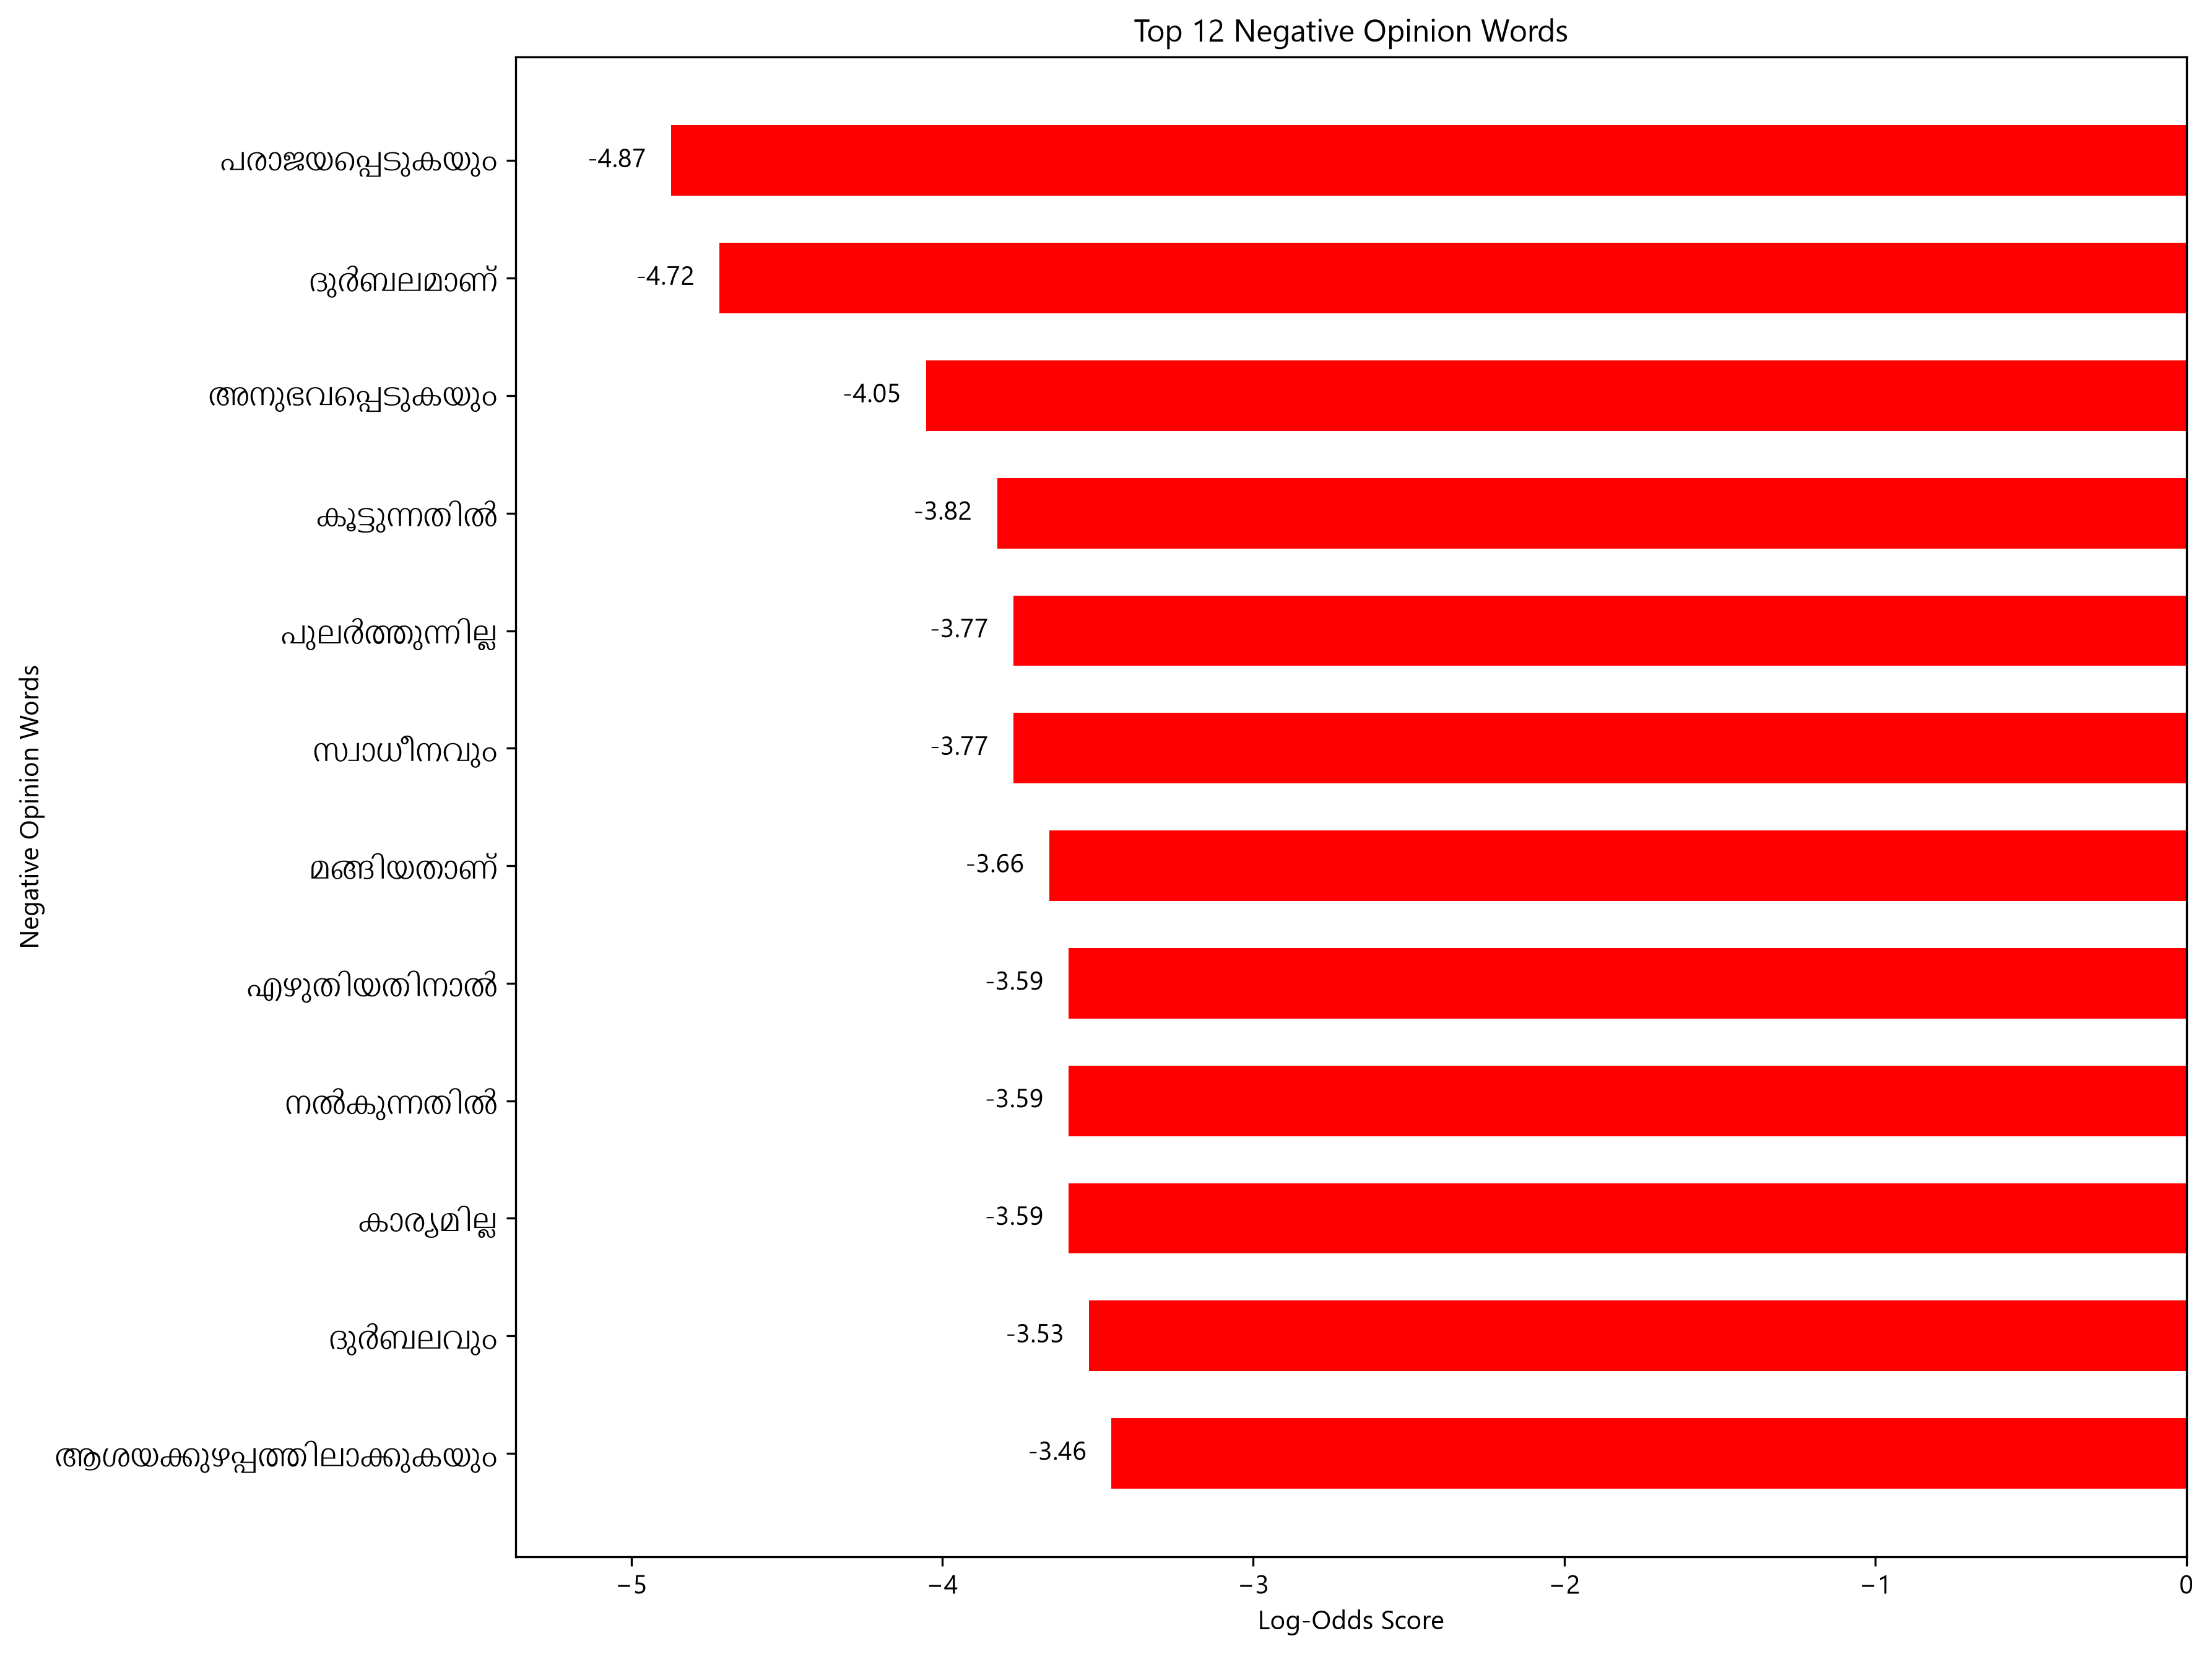 Top 12 Negative Opinion Words
Negative Opinion Words
പരാജയപ്പെടുകയും -4.87
ദുർബലമാണ് -4.72
അനുഭവപ്പെടുകയും -4.05
കൂട്ടുന്നതിൽ -3.82
പുലർത്തുന്നില്ല -3.77
സ്വാധീനവും -3.77
മങ്ങിയതാണ് -3.66
എഴുതിയതിനാൽ -3.59
നൽകുന്നതിൽ -3.59
കാര്യമില്ല -3.59
ദുർബലവും -3.53
ആശയക്കുഴപ്പത്തിലാക്കുകയും -3.46
−5 −4 −3 −2 −1 0
Log-Odds Score